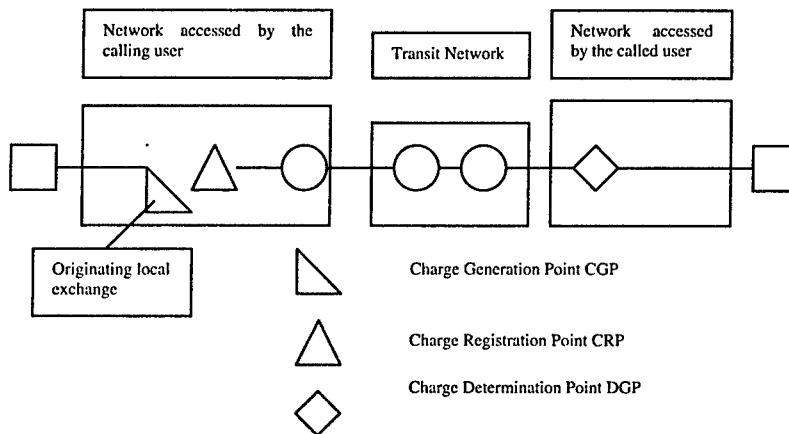 Network accessed by the
calling user
Transit Network
Network accessed
by the called user
Originating local
exchange
Charge Generation Point CGP
Charge Registration Point CRP
Charge Determination Point DGP